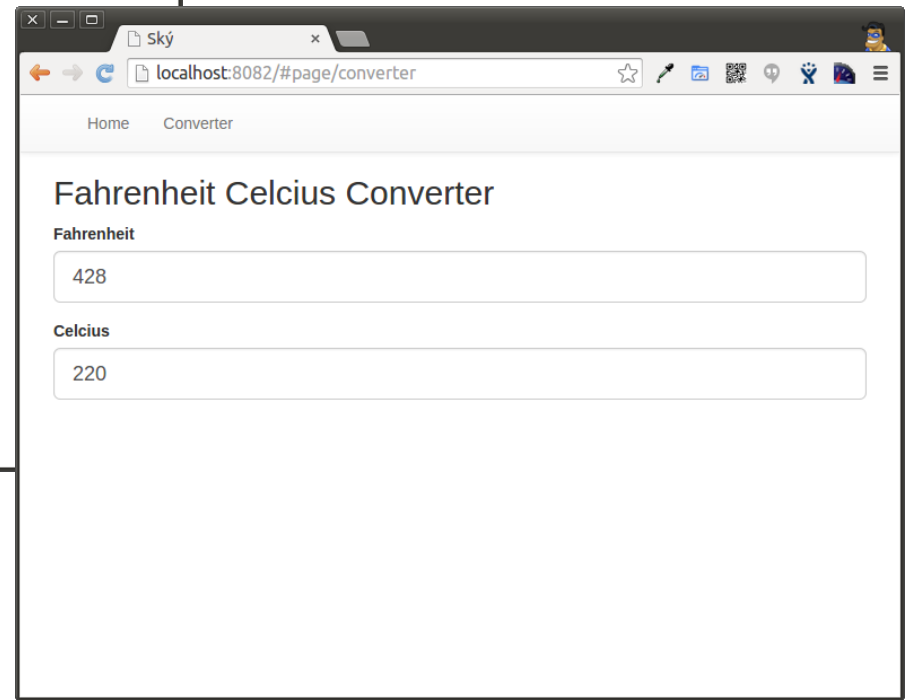 Ský
localhost:8082/#page/converter
Home Converter
Fahrenheit Celcius Converter
Fahrenheit
428
Celcius
220